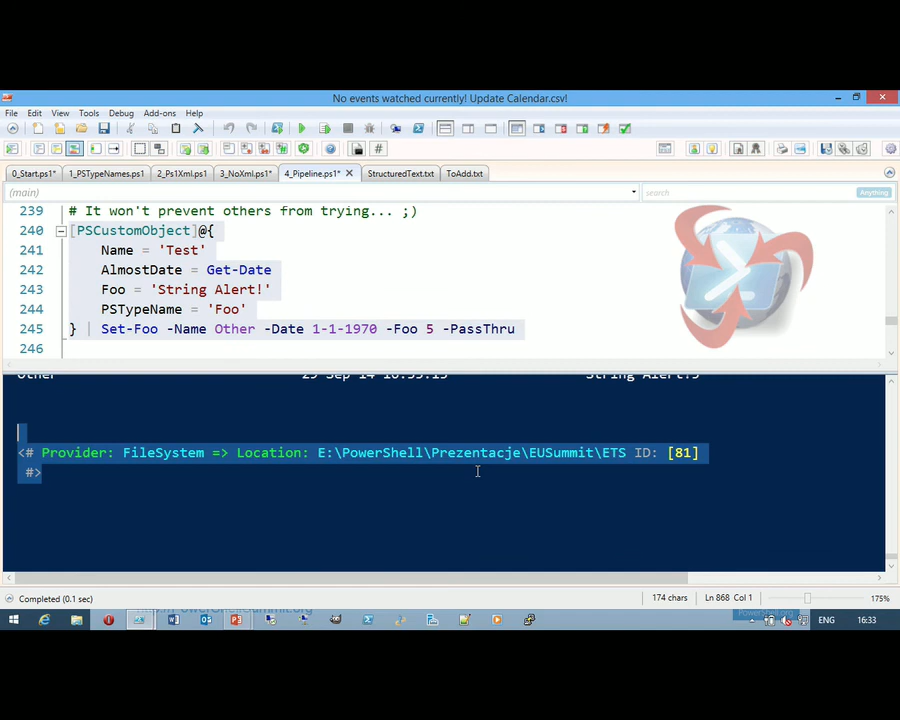 No events watched currently! Update Calendar.csv!
File Edit View Tools Debug Add-ons Help
0_Start.ps1* 1_PSTypeNames.ps1 2_Ps1Xml.ps1 3_NoXml.ps1* 4_Pipeline.ps1* StructuredText.txt ToAdd.txt
(main) search Anything
239 # It won't prevent others from trying... ;)
240 [PSCustomObject]@{
241 Name = 'Test'
242 AlmostDate = Get-Date
243 Foo = 'String Alert!'
244 PSTypeName = 'Foo'
245 } | Set-Foo -Name Other -Date 1-1-1970 -Foo 5 -PassThru
246
Other
<# Provider: FileSystem => Location: E:\PowerShell\Prezentacje\EUSummit\ETS ID: [81]
#>
Completed (0.1 sec) 174 chars Ln 868 Col 1 175%
ENG 16:33